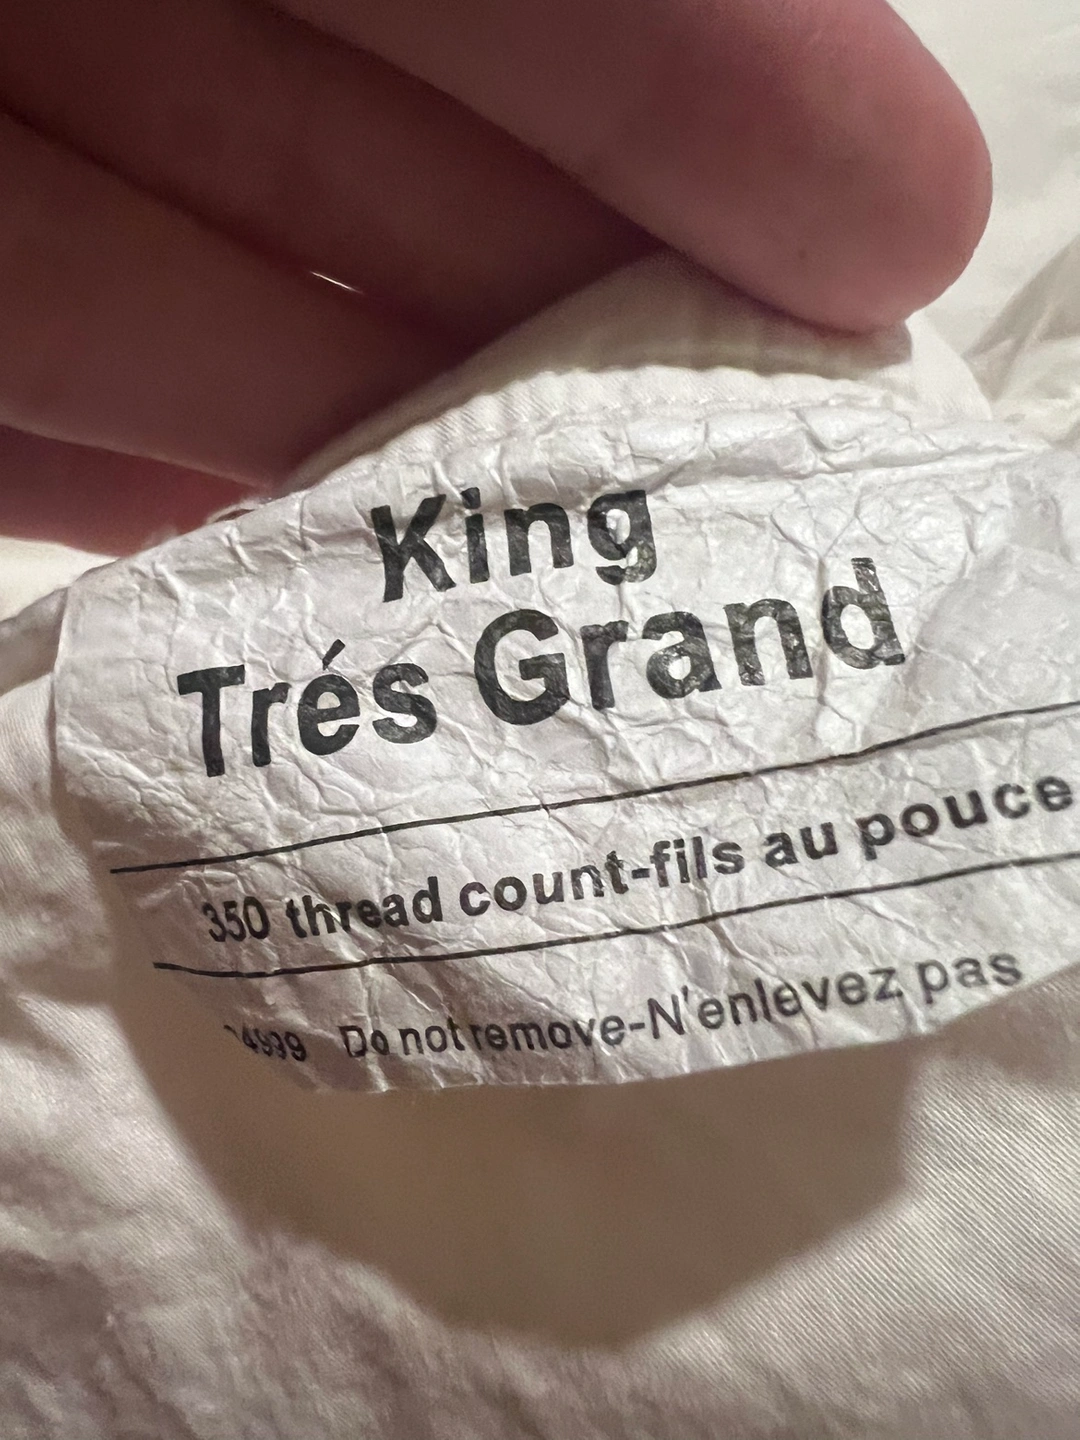 King
Trés Grand
350 thread count-fils au pouce
Do not remove-N'enlevez pas